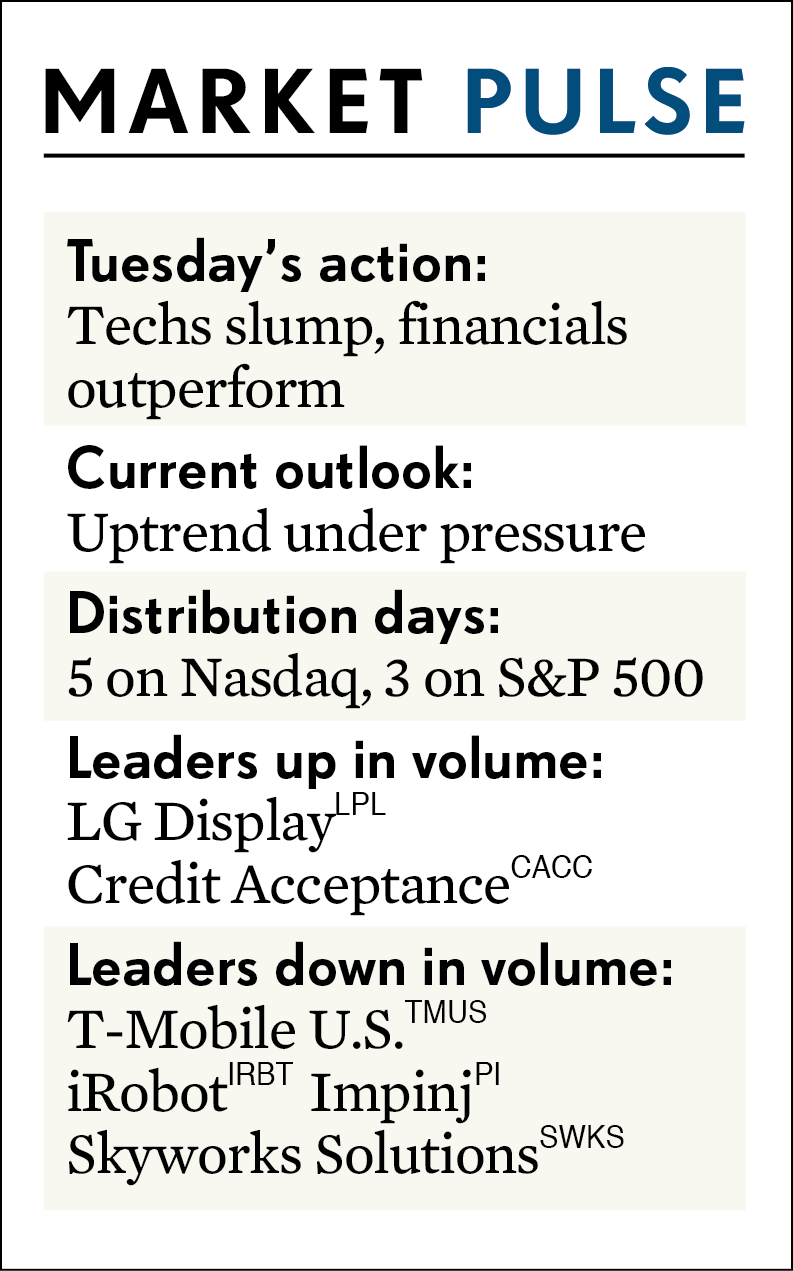 MARKET PULSE
Tuesday’s action:
Techs slump, financials
outperform
Current outlook:
Uptrend under pressure
Distribution days:
5 on Nasdaq, 3 on S&P 500
Leaders up in volume:
LG Display LPL
Credit Acceptance CACC
Leaders down in volume:
T-Mobile U.S. TMUS
iRobot IRBT Impinj PI
Skyworks Solutions SWKS